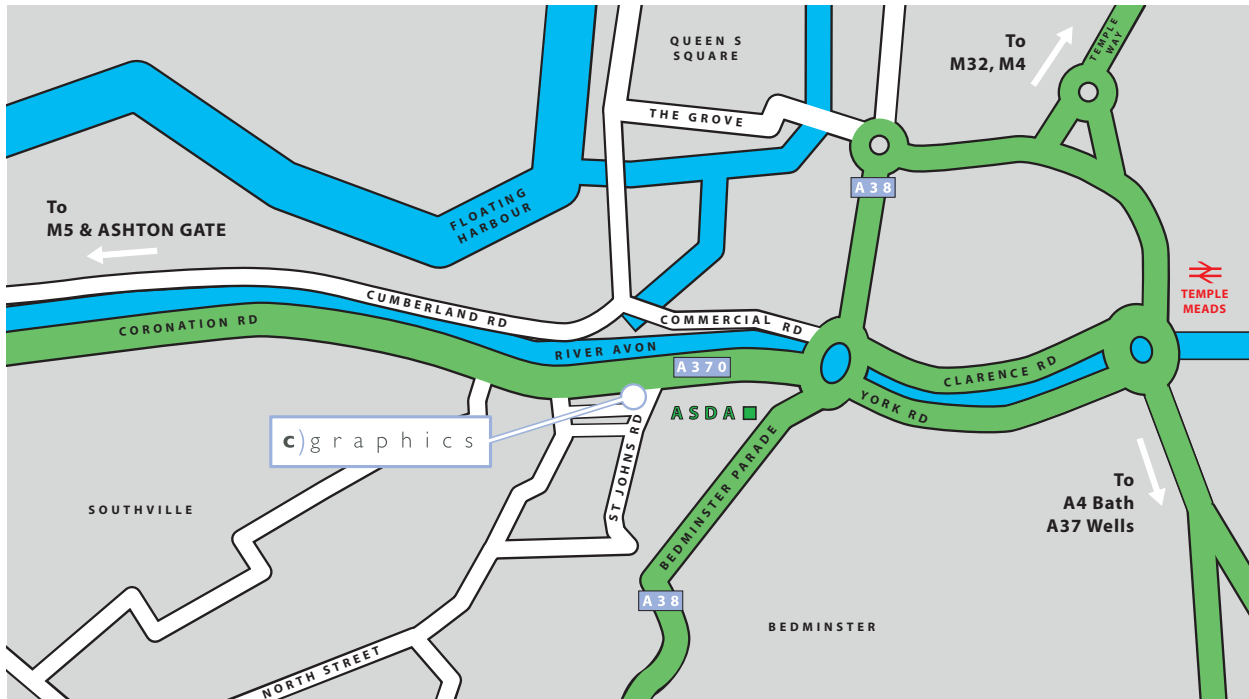 QUEEN S
SQUARE
To
M32, M4
TEMPLE
WAY
THE GROVE
A38
FLOATING
HARBOUR
To
M5 & ASHTON GATE
TEMPLE
MEADS
CUMBERLAND RD
COMMERCIAL RD
CORONATION RD
RIVER AVON
A370
CLARENCE RD
YORK RD
ASDA
c)graphics
ST JOHNS RD
BEDMINSTER PARADE
To
A4 Bath
A37 Wells
SOUTHVILLE
A38
BEDMINSTER
NORTH STREET